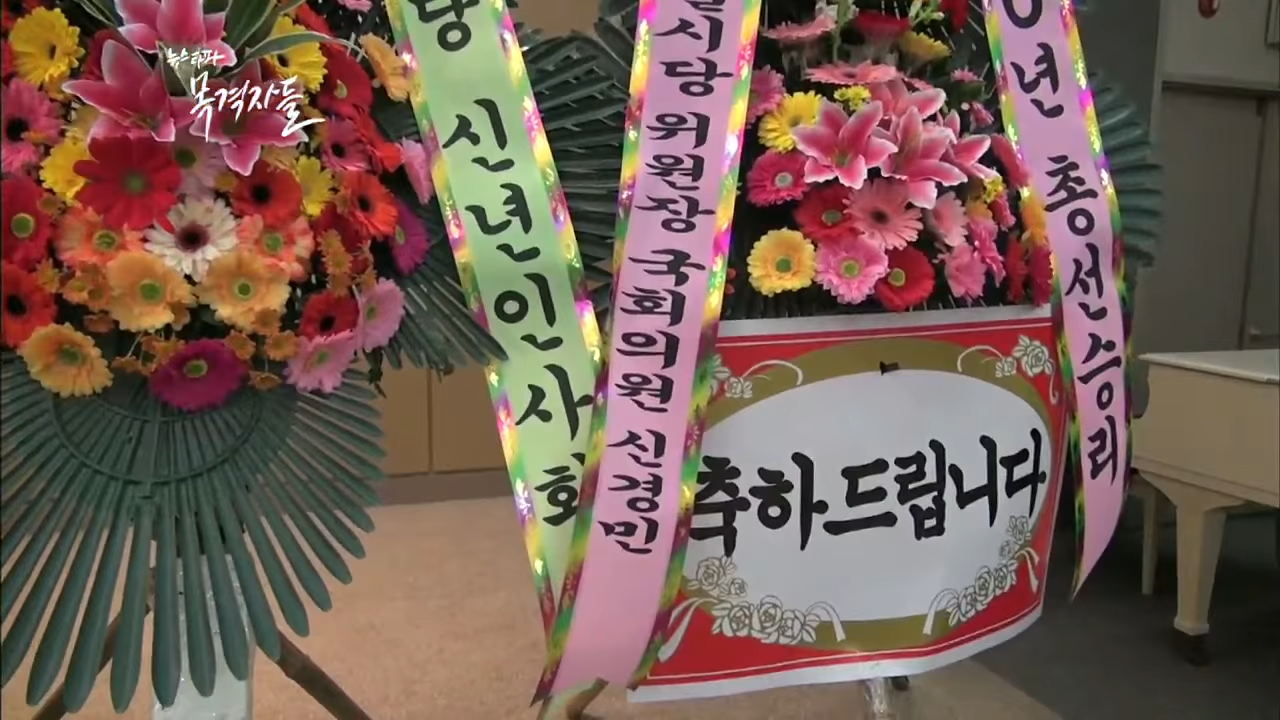 뉴스타파
목격자들
당 신년인사회
시당 위원장 국회의원 신경민
년 총선승리
축하드립니다